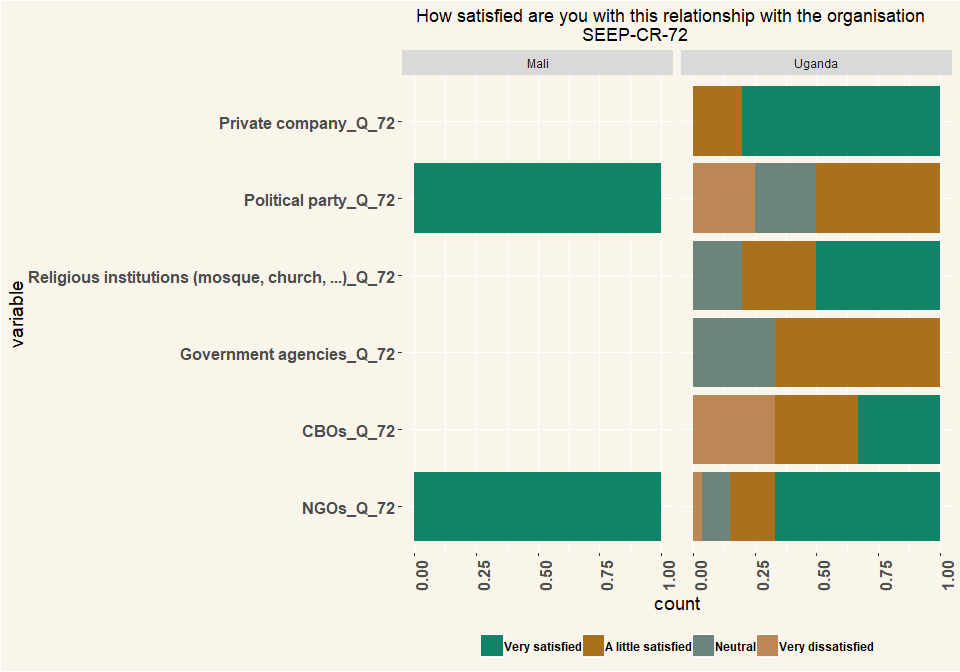 How satisfied are you with this relationship with the organisation
SEEP-CR-72
Mali
Uganda
variable
Private company_Q_72
Political party_Q_72
Religious institutions (mosque, church, ...)_Q_72
Government agencies_Q_72
CBOs_Q_72
NGOs_Q_72
0.00 0.25 0.50 0.75 1.00
0.00 0.25 0.50 0.75 1.00
count
Very satisfied A little satisfied Neutral Very dissatisfied